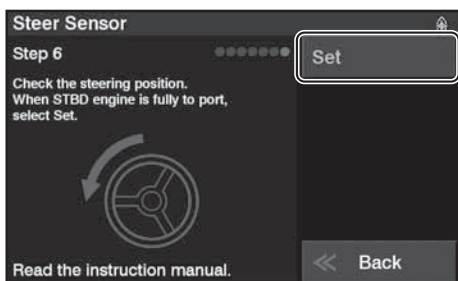 Steer Sensor
Step 6
Set
Check the steering position.
When STBD engine is fully to port,
select Set.
Read the instruction manual.
Back